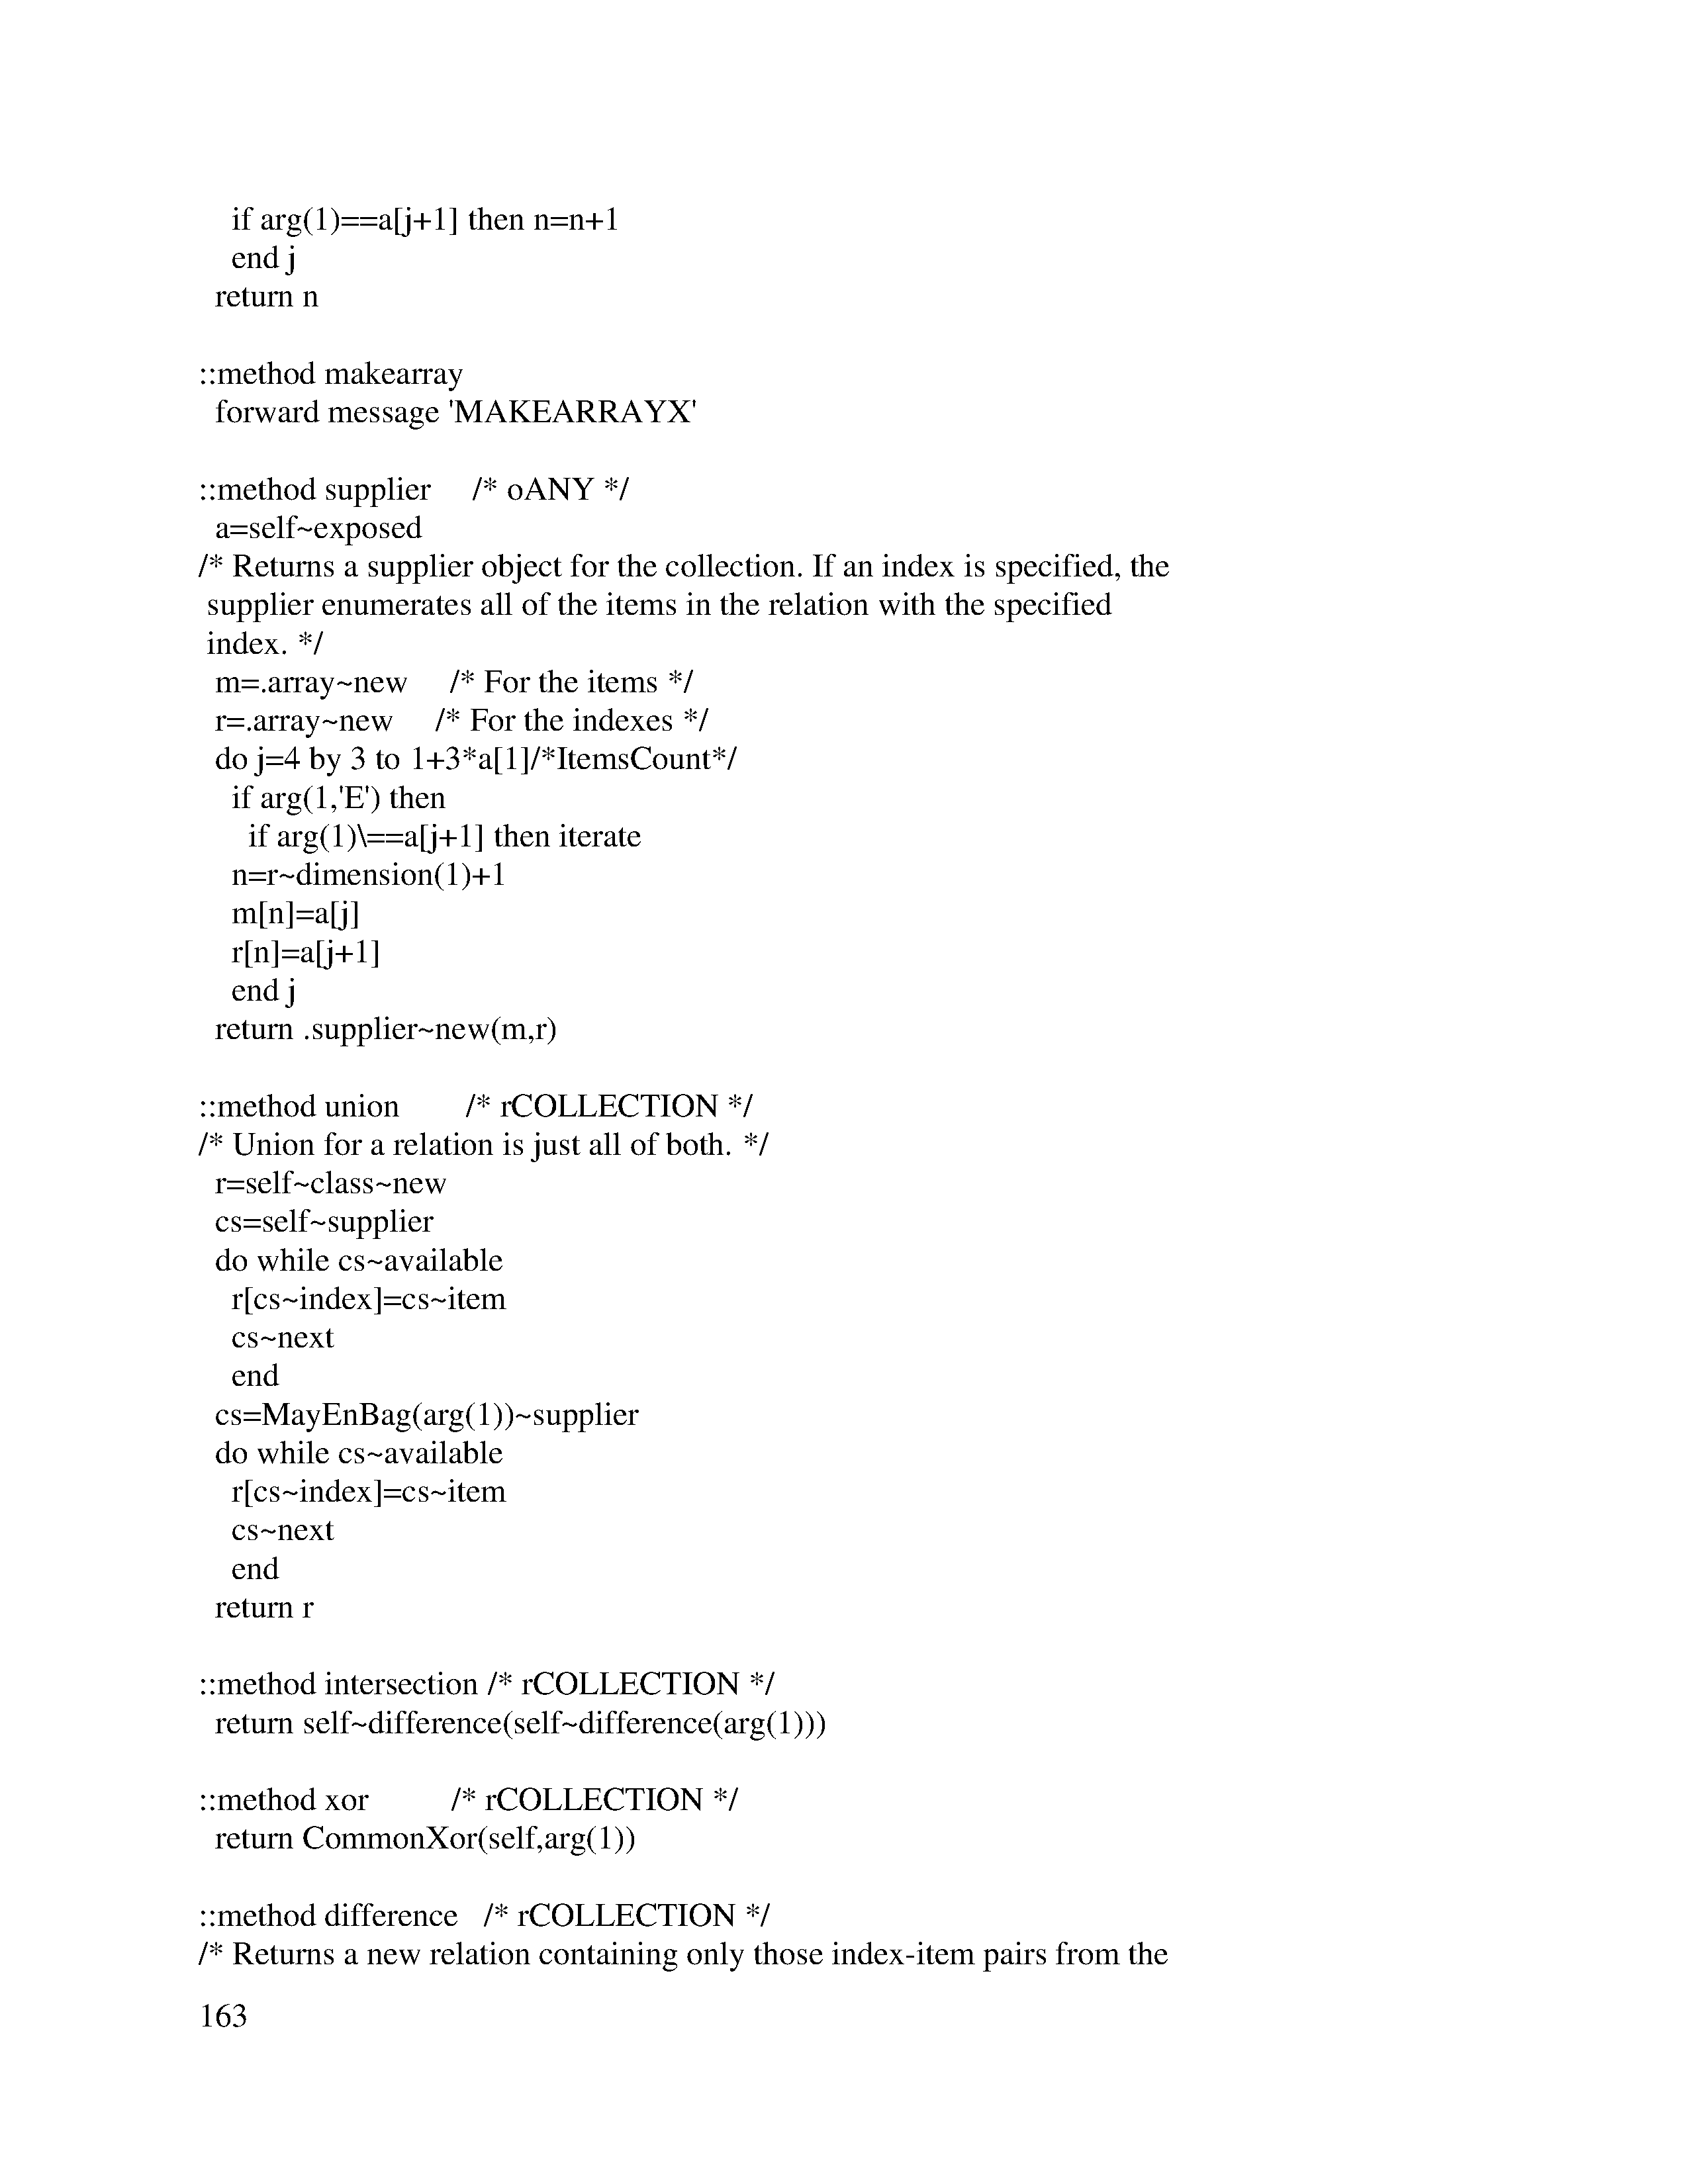 if arg(1)==a[j+1] then n=n+1
end j
return n
::method makearray
forward message 'MAKEARRAYX'
::method supplier /* oANY */
a=self~exposed
/* Returns a supplier object for the collection. If an index is specified, the
supplier enumerates all of the items in the relation with the specified
index. */
m=.array~new /* For the items */
r=.array~new /* For the indexes */
do j=4 by 3 to 1+3*a[1]/*ItemsCount*/
if arg(1,'E') then
if arg(1)\==a[j+1] then iterate
n=r~dimension(1)+1
m[n]=a[j]
r[n]=a[j+1]
end j
return .supplier~new(m,r)
::method union /* rCOLLECTION */
/* Union for a relation is just all of both. */
r=self~class~new
cs=self~supplier
do while cs~available
r[cs~index]=cs~item
cs~next
end
cs=MayEnBag(arg(1))~supplier
do while cs~available
r[cs~index]=cs~item
cs~next
end
return r
::method intersection /* rCOLLECTION */
return self~difference(self~difference(arg(1)))
::method xor /* rCOLLECTION */
return CommonXor(self,arg(1))
::method difference /* rCOLLECTION */
/* Returns a new relation containing only those index-item pairs from the
163